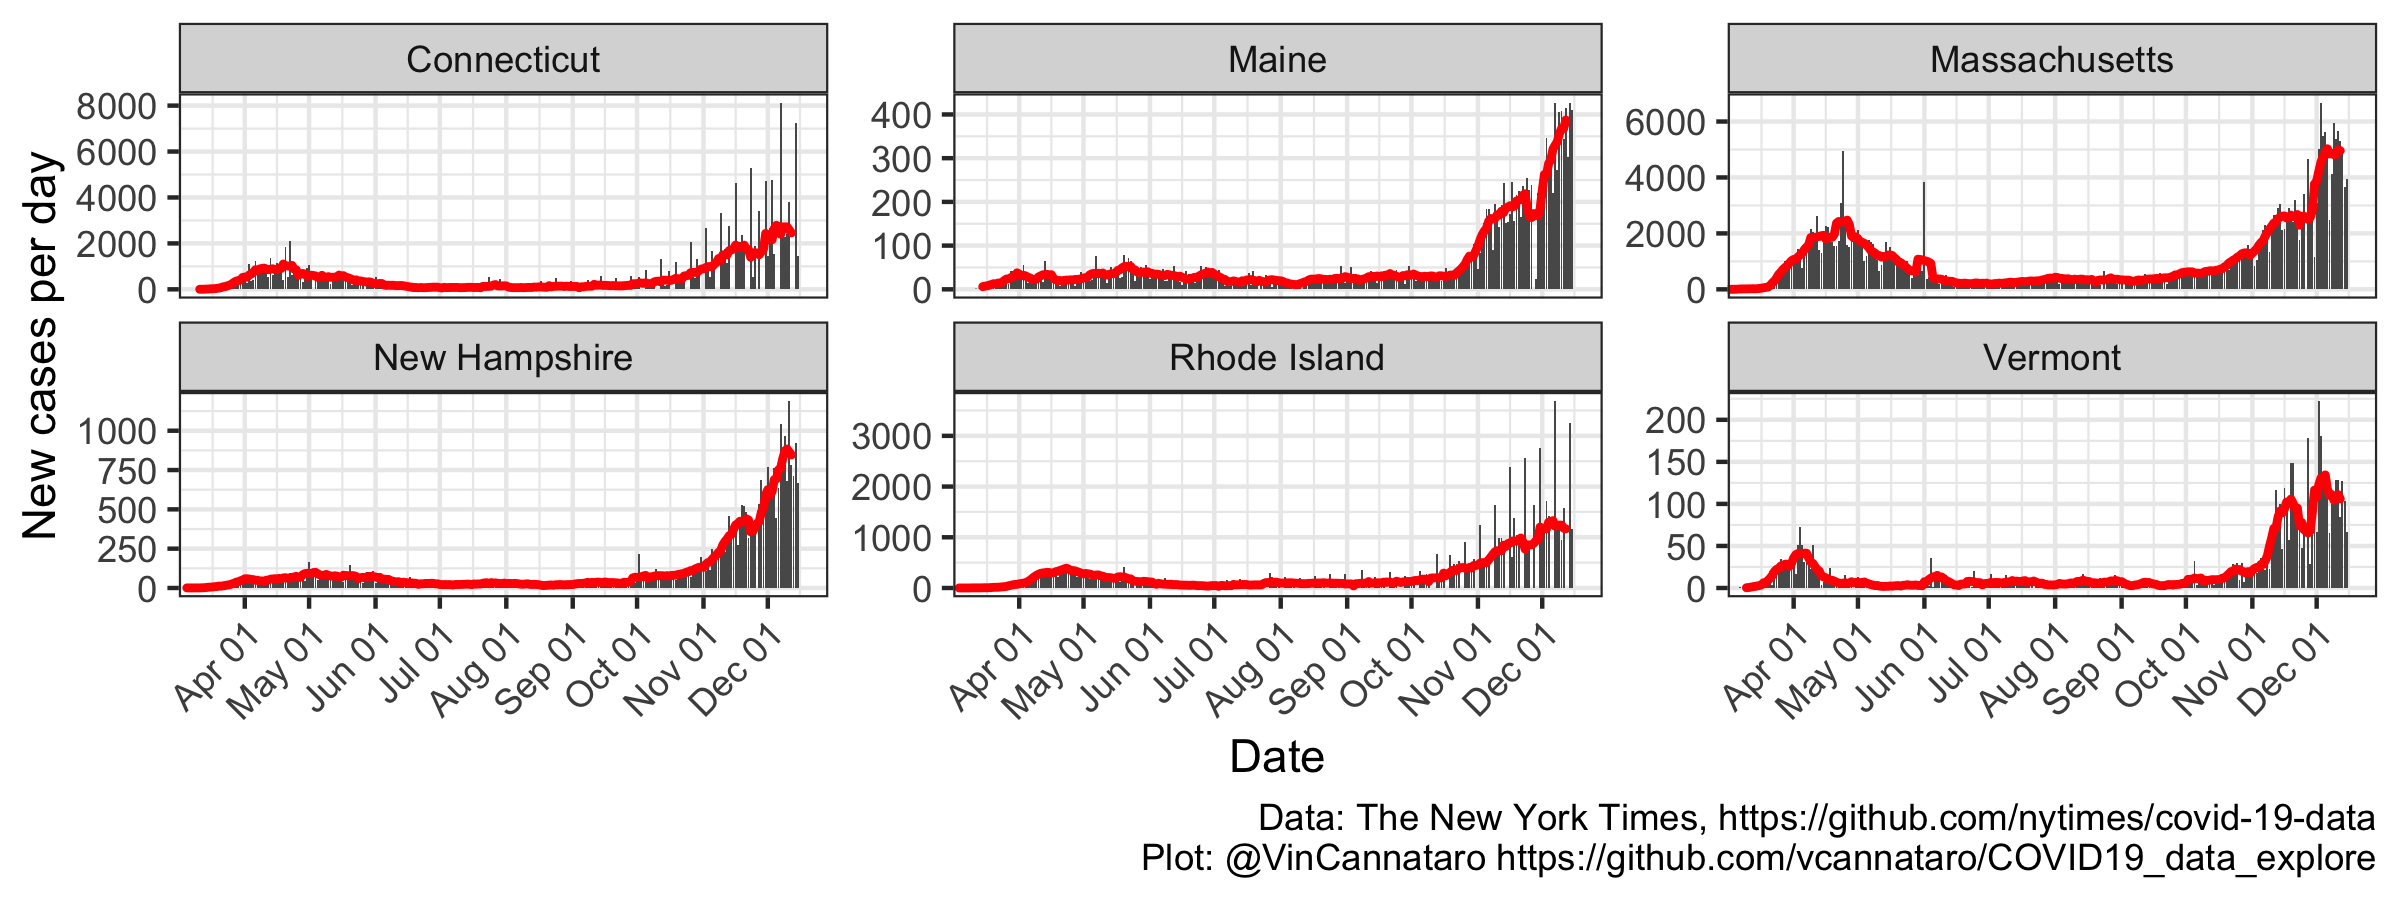 Connecticut
Maine
Massachusetts
8000
6000
4000
2000
0
400
300
200
100
0
6000
4000
2000
0
New cases per day
New Hampshire
Rhode Island
Vermont
1000
750
500
250
0
3000
2000
1000
0
200
150
100
50
0
Apr 01
May 01
Jun 01
Jul 01
Aug 01
Sep 01
Oct 01
Nov 01
Dec 01
Apr 01
May 01
Jun 01
Jul 01
Aug 01
Sep 01
Oct 01
Nov 01
Dec 01
Apr 01
May 01
Jun 01
Jul 01
Aug 01
Sep 01
Oct 01
Nov 01
Dec 01
Date
Data: The New York Times, https://github.com/nytimes/covid-19-data
Plot: @VinCannataro https://github.com/vcannataro/COVID19_data_explore